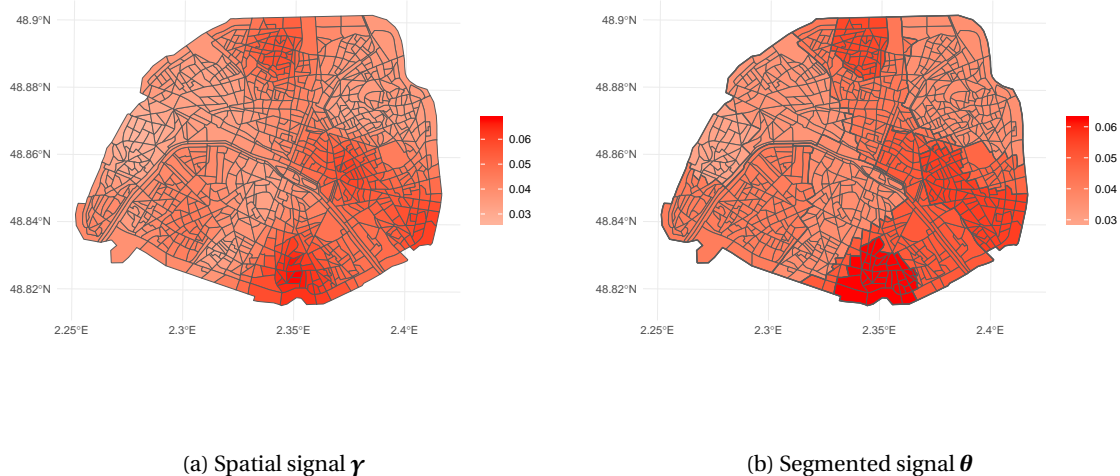 48.9°N
48.88°N
48.86°N
48.84°N
48.82°N
2.25°E 2.3°E 2.35°E 2.4°E
0.06
0.05
0.04
0.03
(a) Spatial signal γ
48.9°N
48.88°N
48.86°N
48.84°N
48.82°N
2.25°E 2.3°E 2.35°E 2.4°E
0.06
0.05
0.04
0.03
(b) Segmented signal θ